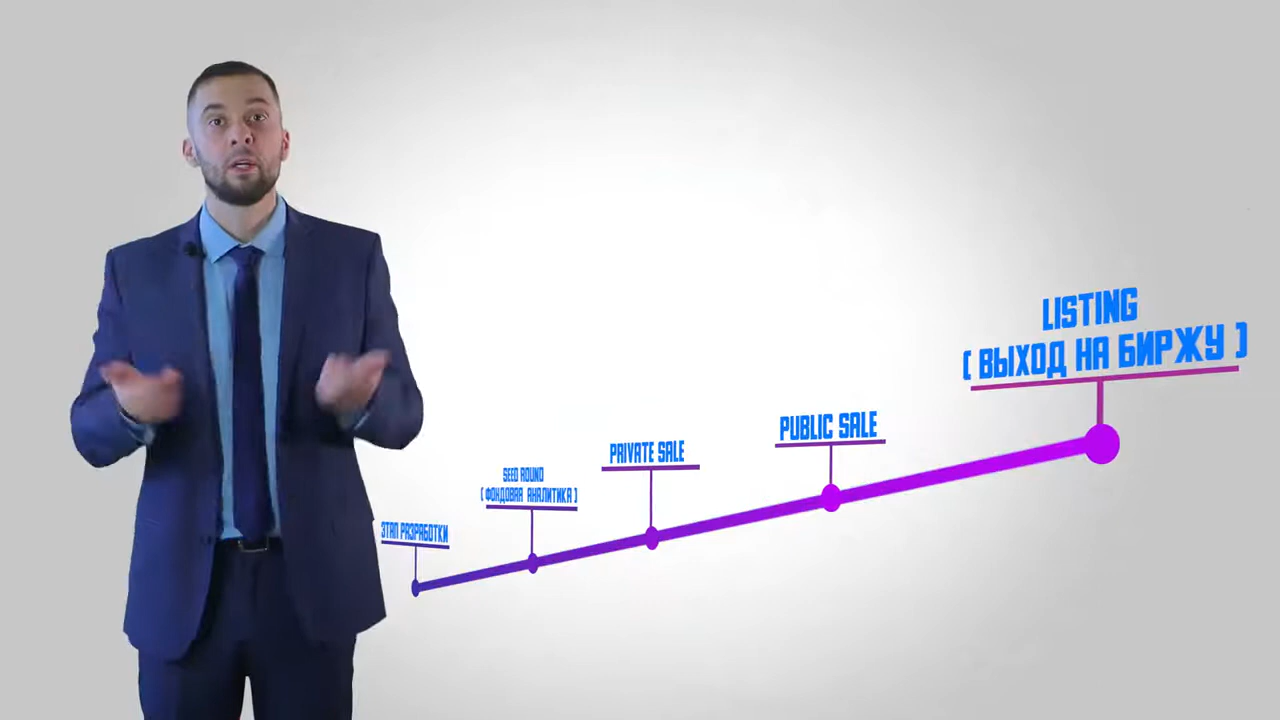 ЭТАП РАЗРАБОТКИ
SEED ROUND
( ФОНДОВАЯ АНАЛИТИКА )
PRIVATE SALE
PUBLIC SALE
LISTING
( ВЫХОД НА БИРЖУ )